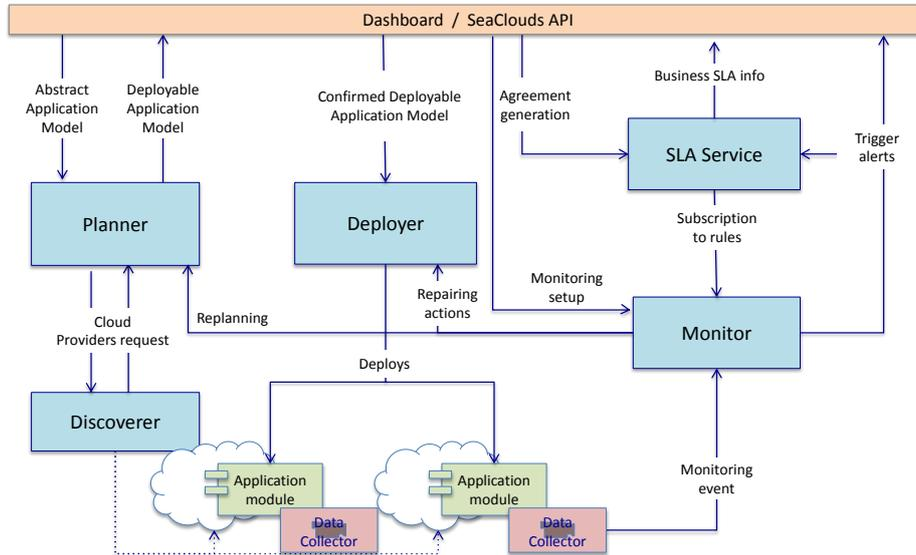 Dashboard / SeaClouds API
Abstract
Application
Model
Deployable
Application
Model
Confirmed Deployable
Application Model
Agreement
generation
Business SLA info
Trigger
alerts
SLA Service
Planner
Deployer
Subscription
to rules
Monitoring
setup
Repairing
actions
Replanning
Cloud
Providers request
Monitor
Deploys
Discoverer
Application
module
Application
module
Monitoring
event
Data
Collector
Data
Collector